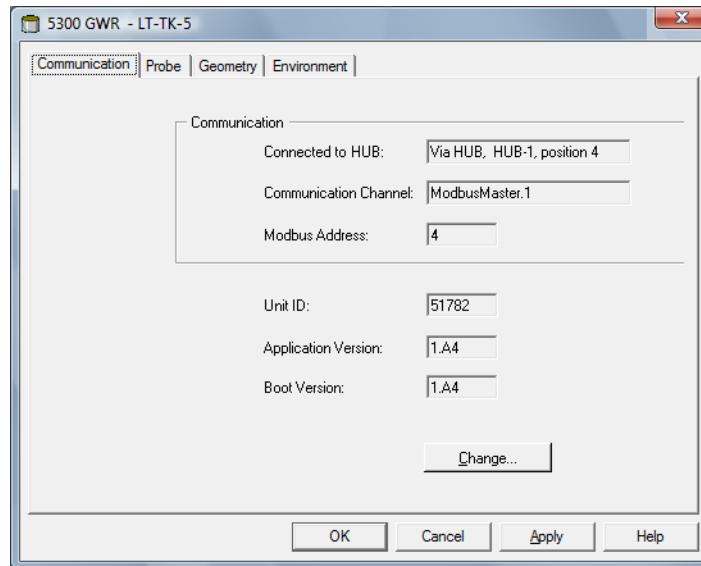 5300 GWR - LT-TK-5
Communication Probe Geometry Environment
Communication
Connected to HUB: Via HUB, HUB-1, position 4
Communication Channel: ModbusMaster.1
Modbus Address: 4
Unit ID: 51782
Application Version: 1.A4
Boot Version: 1.A4
Change...
OK Cancel Apply Help